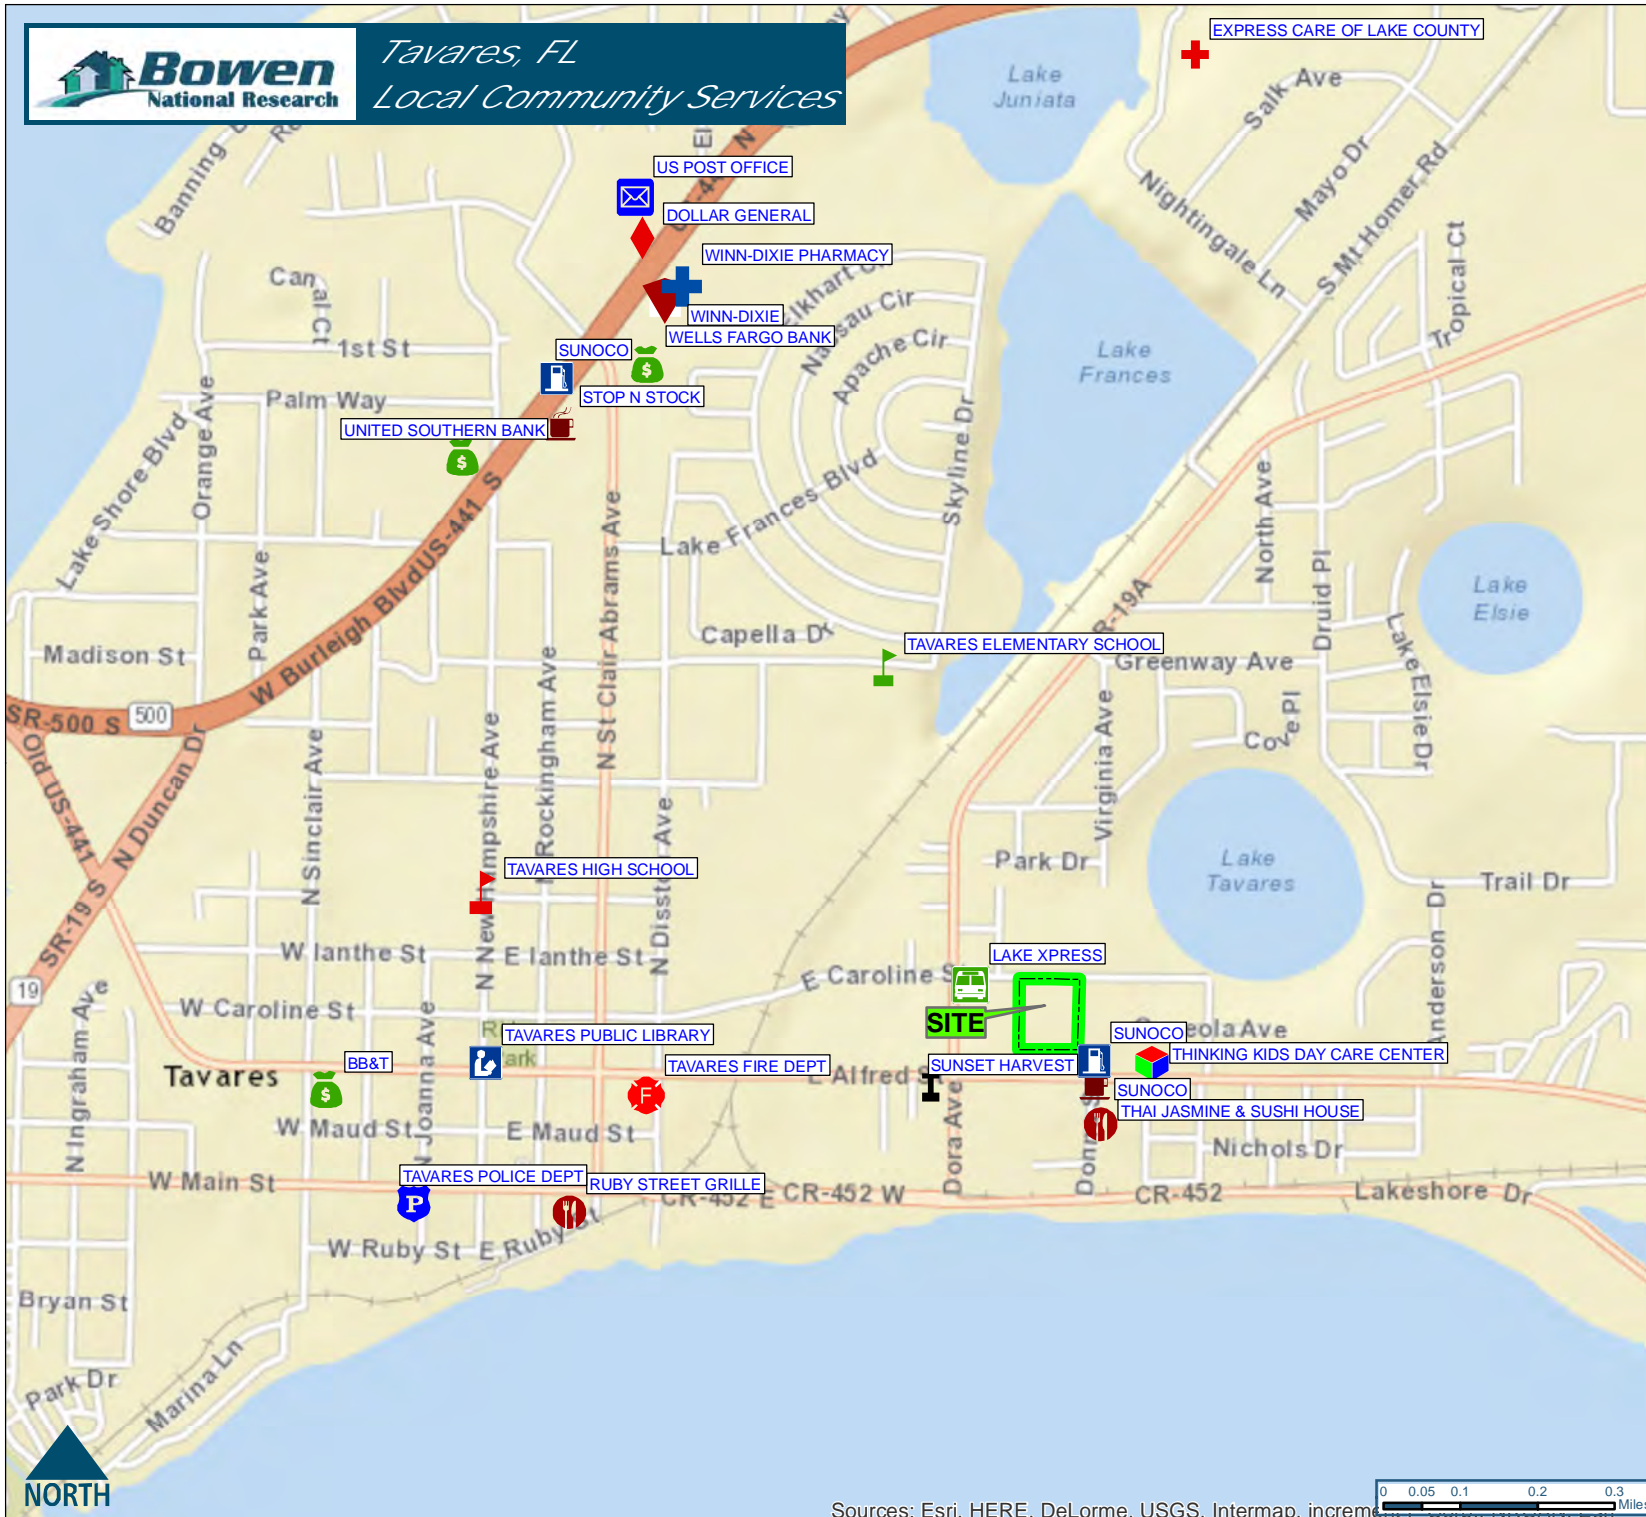 Bowen
National Research
Tavares, FL
Local Community Services
EXPRESS CARE OF LAKE COUNTY
Lake
Juniata
Salk Ave
Mayo Dr
S Mt Homer Rd
Nightingale Ln
Tropical Ct
Banning
US POST OFFICE
DOLLAR GENERAL
WINN-DIXIE PHARMACY
WINN-DIXIE
WELLS FARGO BANK
SUNOCO
STOP N STOCK
UNITED SOUTHERN BANK
Canal Ct
1st St
Palm Way
Orange Ave
Lake Shore Blvd
Park Ave
Elkhart Cir
Nassau Cir
Apache Cir
Skyline Dr
Lake Frances Blvd
Lake
Frances
Lake
Elsie
North Ave
Druid Pl
Lake Elsie Dr
Madison St
W Burleigh Blvd
US-441 S
N St Clair Abrams Ave
Capella Dr
TAVARES ELEMENTARY SCHOOL
R-19A
Greenway Ave
Virginia Ave
Cove Pl
SR-500 S
500
Old US-441
N Duncan Dr
SR-19 S
19
N Sinclair Ave
N New Hampshire Ave
N Rockingham Ave
N Disston Ave
TAVARES HIGH SCHOOL
Park Dr
Lake
Tavares
Trail Dr
Anderson Dr
W Ianthe St
E Ianthe St
LAKE XPRESS
E Caroline St
W Caroline St
N Ingraham Ave
N Joanna Ave
SITE
TAVARES PUBLIC LIBRARY
ark
BB&T
Tavares
TAVARES FIRE DEPT
F
E Alfred St
SUNSET HARVEST
SUNOCO
THINKING KIDS DAY CARE CENTER
SUNOCO
THAI JASMINE & SUSHI HOUSE
W Maud St
E Maud St
Dora Ave
Nichols Dr
W Main St
TAVARES POLICE DEPT
P
RUBY STREET GRILLE
CR-452 E
CR-452 W
CR-452
Lakeshore Dr
W Ruby St
E Ruby St
Bryan St
Park Dr
Marina Ln
NORTH
Sources: Esri, HERE, DeLorme, USGS, Intermap,
0 0.05 0.1 0.2 0.3
Miles